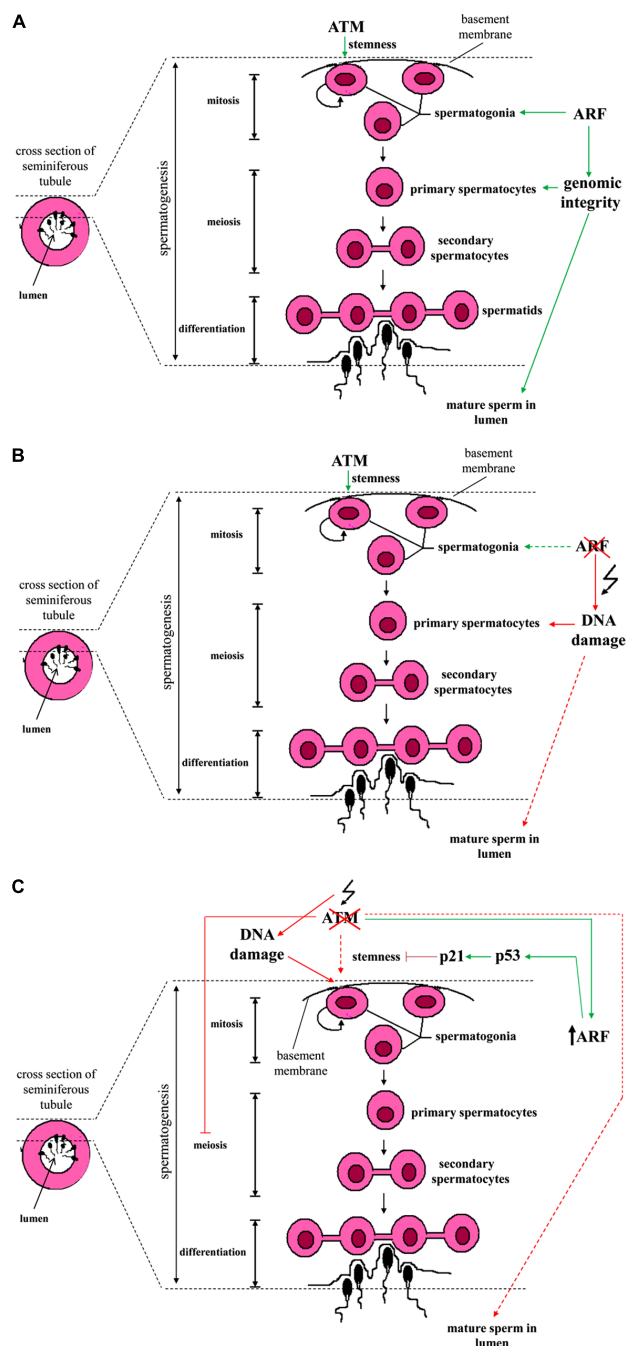 A
ATM
stemness
basement
membrane
mitosis
spermatogonia
ARF
cross section of
seminiferous
tubule
spermatogenesis
meiosis
primary spermatocytes
genomic
integrity
secondary
spermatocytes
lumen
differentiation
spermatids
mature sperm in
lumen
B
ATM
stemness
basement
membrane
mitosis
spermatogonia
ARF
cross section of
seminiferous
tubule
spermatogenesis
meiosis
primary spermatocytes
DNA
damage
secondary
spermatocytes
lumen
differentiation
mature sperm in
lumen
C
ATM
DNA
damage
stemness
p21
p53
mitosis
basement
membrane
spermatogonia
ARF
cross section of
seminiferous
tubule
spermatogenesis
meiosis
primary spermatocytes
secondary
spermatocytes
lumen
differentiation
mature sperm in
lumen